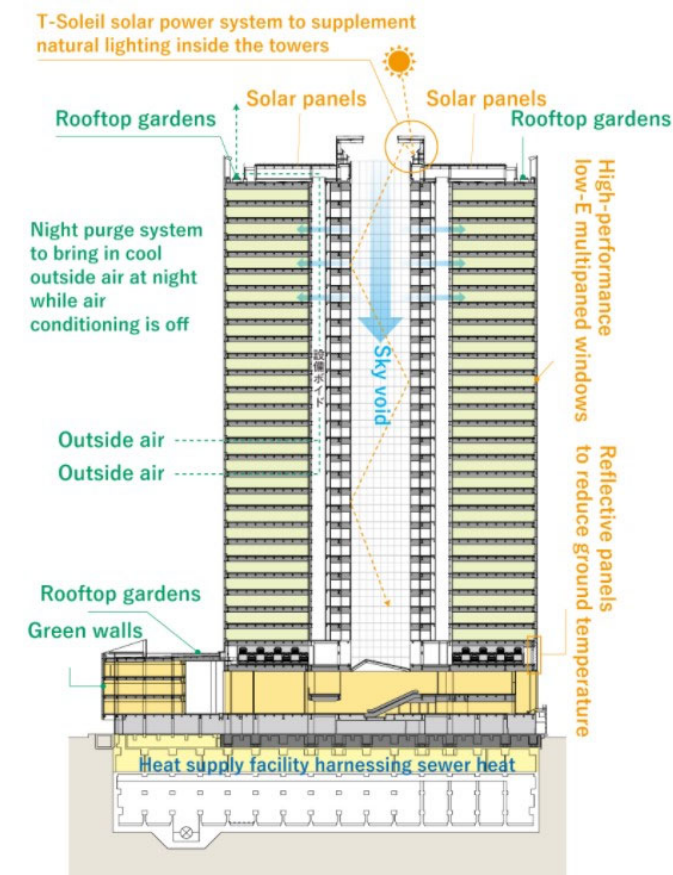 T-Soleil solar power system to supplement
natural lighting inside the towers
Solar panels
Solar panels
Rooftop gardens
Rooftop gardens
High-performance
low-E multipaned windows
Night purge system
to bring in cool
outside air at night
while air
conditioning is off
設備ボイド
Sky void
Outside air
Outside air
Reflective panels
to reduce ground temperature
Rooftop gardens
Green walls
Heat supply facility harnessing sewer heat